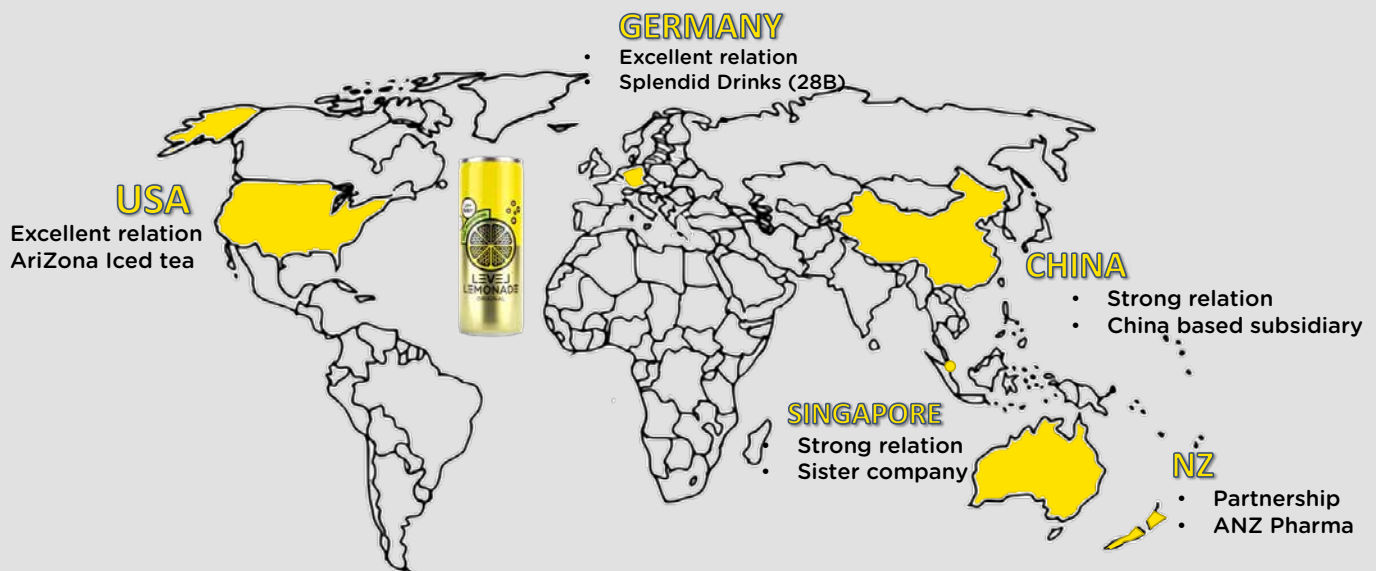 GERMANY
• Excellent relation
• Splendid Drinks (28B)
USA
Excellent relation
AriZona Iced tea
LEVEL
LEMONADE
ORIGINAL
CHINA
• Strong relation
• China based subsidiary
SINGAPORE
• Strong relation
• Sister company
NZ
• Partnership
• ANZ Pharma